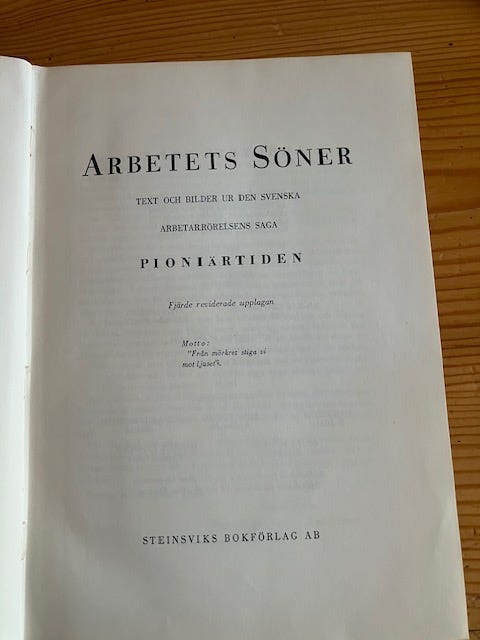 ARBETETS SÖNER
TEXT OCH BILDER UR DEN SVENSKA
ARBETARRÖRELSENS SAGA
PIONIÄRTIDEN
Fjärde reviderade upplagan
Motto:
"Från mörkret stiga vi
mot ljuset".
STEINSVIKS BOKFÖRLAG AB